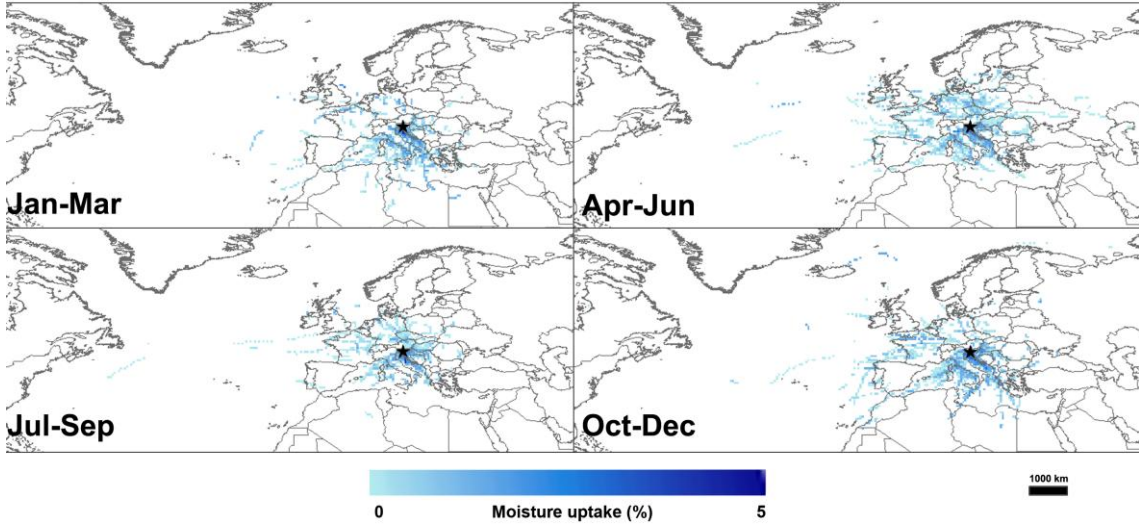 Jan-Mar
Apr-Jun
Jul-Sep
Oct-Dec
0 Moisture uptake (%) 5
1000 km